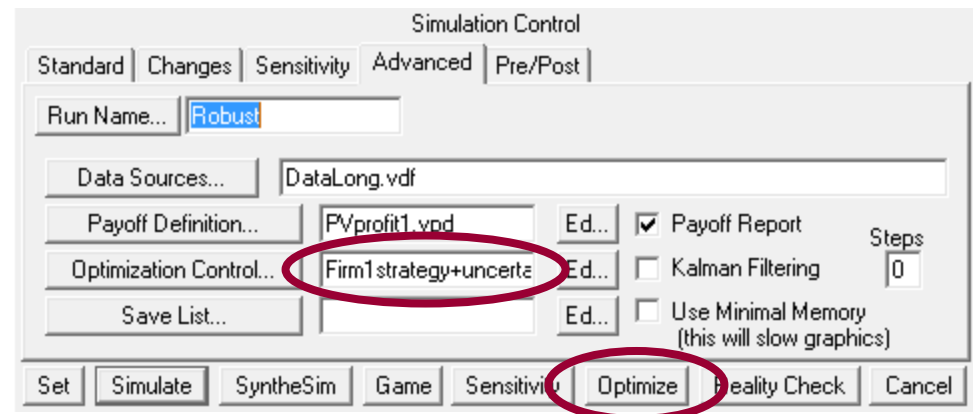 Simulation Control
Standard Changes Sensitivity Advanced Pre/Post
Run Name... Robust
Data Sources... DataLong.vdf
Payoff Definition... PVprofit1.vpd Ed... Payoff Report
Steps
Optimization Control... Firm1strategy+uncerta Ed... Kalman Filtering 0
Save List... Ed... Use Minimal Memory
(this will slow graphics)
Set Simulate SyntheSim Game Sensitivity Optimize Reality Check Cancel